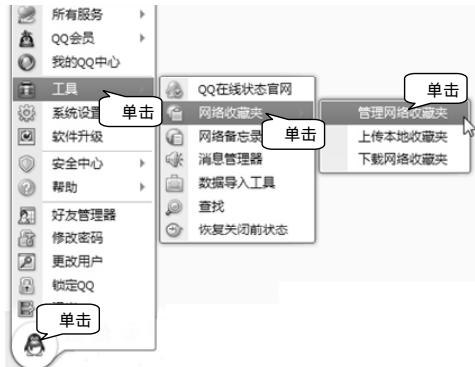 所有服务
QQ会员
我的QQ中心
工具
系统设置
单击
软件升级
安全中心
帮助
好友管理器
修改密码
更改用户
锁定QQ
单击
QQ在线状态官网
网络收藏夹
网络备忘录
单击
消息管理器
数据导入工具
查找
恢复关闭前状态
单击
管理网络收藏夹
上传本地收藏夹
下载网络收藏夹